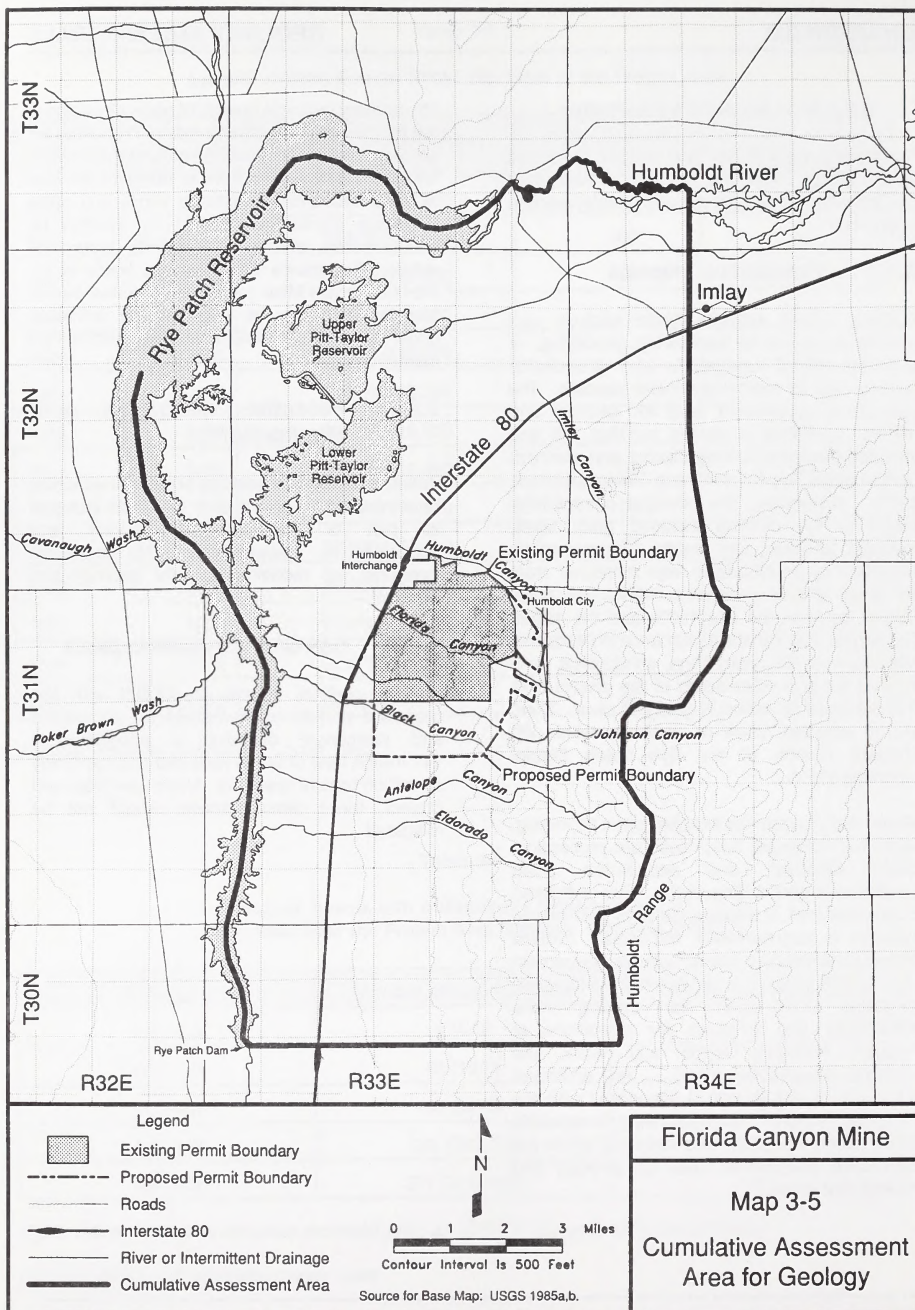 T33N
Humboldt River
Rye Patch Reservoir
Imlay
Upper
Pitt-Taylor
Reservoir
T32N
Interstate 80
Imlay Canyon
Lower
Pitt-Taylor
Reservoir
Cavanaugh Wash
Humboldt
Interchange
Humboldt Canyon
Existing Permit Boundary
Humboldt City
Florida Canyon
T31N
Poker Brown Wash
Black Canyon
Johnson Canyon
Proposed Permit Boundary
Antelope Canyon
Eldorado Canyon
Humboldt Range
T30N
Rye Patch Dam
R32E
R33E
R34E
Legend
Existing Permit Boundary
Proposed Permit Boundary
Roads
Interstate 80
River or Intermittent Drainage
Cumulative Assessment Area
N
0 1 2 3 Miles
Contour Interval Is 500 Feet
Source for Base Map: USGS 1985a,b.
Florida Canyon Mine
Map 3-5
Cumulative Assessment
Area for Geology